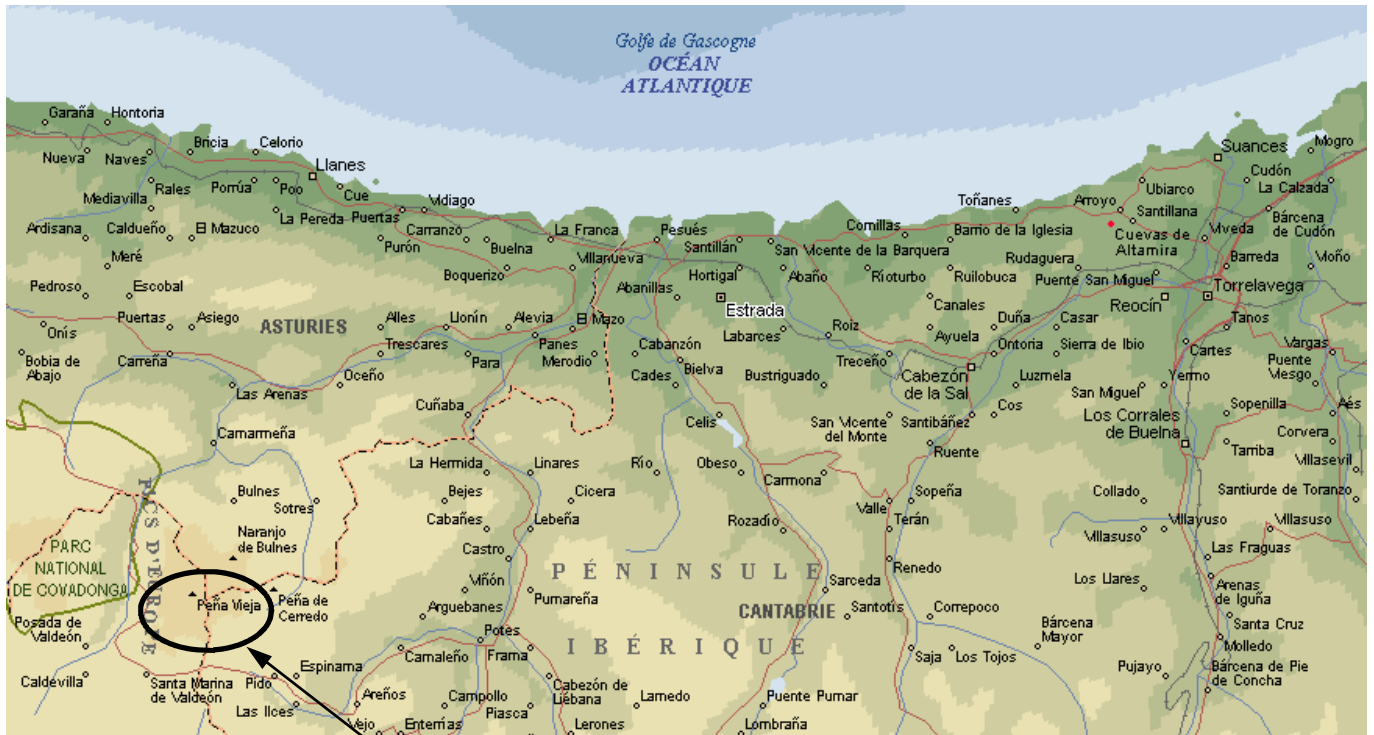 Golfe de Gascogne
OCÉAN
ATLANTIQUE
Garaña Hontoria
Nueva Naves Bricia Celorio
Llanes
Suances
Mogro
Mediavilla Rales Porrúa Poo Cue
La Pereda Puertas Vidiago
Toñanes Arroyo Ubiarco
Cudón
La Calzada
Santillana
Ardisana Caldueño El Mazuco
Purón Carranzo Buelna La Franca Pesués
Santillán San Vicente de la Barquera
Comillas Barrio de la Iglesia
Cuevas de
Altamira
Viveda
Bárcena
de Cudón
Meré
Boquerizo Villanueva
Hortigal Abaño Rioturbo Ruilobuca
Rudaguera
Puente San Miguel
Barreda Vioño
Pedroso Escobal
Abanillas
Estrada
Canales
Reocín Torrelavega
Onís Puertas Asiego
ASTURIES
Alles Llonín Alevia El Mazo
Labarces Roiz Ayuela Duña Casar Tanos
Bobia de
Abajo
Carreña
Trescares Para Panes
Merodio Cabanzón
Treceño Ontoria Sierra de Ibio Cartes
Vargas
Puente
Viesgo
Las Arenas Oceño
Cades Bielva Bustriguado
Cabezón
de la Sal
Luzmela San Miguel Yermo
Cuñaba
Celis
San Vicente
del Monte
Santibáñez Cos
Los Corrales
de Buelna
Sopenilla Aés
Camarmeña
Ruente
Tarriba Corvera
Villasevil
La Hermida Linares Río Obeso
Carmona
Bulnes
Sotres
Bejes Cicera
Valle Sopeña
Collado Santiurde de Toranzo
PICS D'EUROPE
Naranjo
de Bulnes
Cabañes Lebeña
Rozadío Terán
Villasuso Villayuso Villasuso
PARC
NATIONAL
DE COVADONGA
Castro
PÉNINSULE
IBÉRIQUE
Renedo
Las Fraguas
Viñón Pumareña
Sarceda
Los Llares
Arenas
de Iguña
Peña Vieja Peña de
Cerredo
Arguebanes
CANTABRIE
Santotís Correpoco
Santa Cruz
Posada de
Valdeón
Potes
Bárcena
Mayor
Molledo
Camaleño Frama
Saja Los Tojos
Pujayo
Bárcena de Pie
de Concha
Caldevilla
Santa Marina
de Valdeón
Pido Espinama
Las Ilces
Areños Campollo
Piasca
Cabezón de
Liébana
Lamedo
Puente Pumar
Vejo Enterrías
Lerones
Lombraña